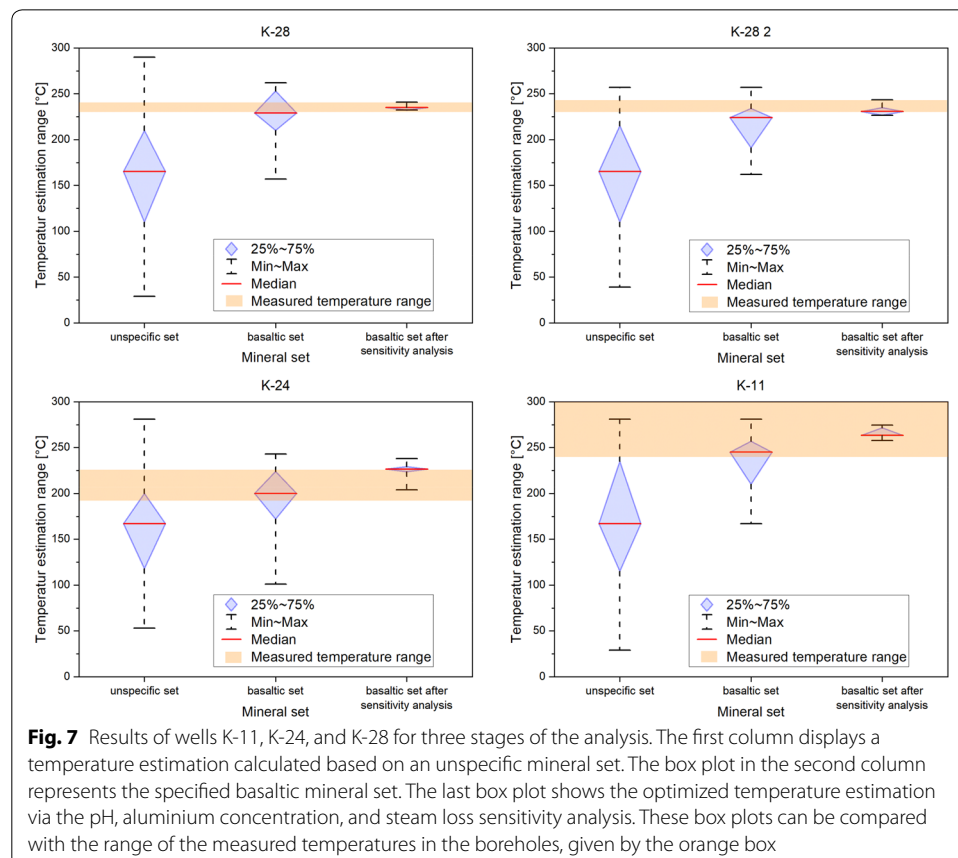 K-28
Temperatur estimation range [°C]
300
250
200
150
100
50
0
25%~75%
Min~Max
Median
Measured temperature range
unspecific set
basaltic set
basaltic set after
sensitivity analysis
Mineral set
K-28 2
Temperatur estimation range [°C]
300
250
200
150
100
50
0
25%~75%
Min~Max
Median
Measured temperature range
unspecific set
basaltic set
basaltic set after
sensitivity analysis
Mineral set
K-24
Temperatur estimation range [°C]
300
250
200
150
100
50
0
25%~75%
Min~Max
Median
Measured temperature range
unspecific set
basaltic set
basaltic set after
sensitivity analysis
Mineral set
K-11
Temperatur estimation range [°C]
300
250
200
150
100
50
0
25%~75%
Min~Max
Median
Measured temperature range
unspecific set
basaltic set
basaltic set after
sensitivity analysis
Mineral set
Fig. 7 Results of wells K-11, K-24, and K-28 for three stages of the analysis. The first column displays a
temperature estimation calculated based on an unspecific mineral set. The box plot in the second column
represents the specified basaltic mineral set. The last box plot shows the optimized temperature estimation
via the pH, aluminium concentration, and steam loss sensitivity analysis. These box plots can be compared
with the range of the measured temperatures in the boreholes, given by the orange box